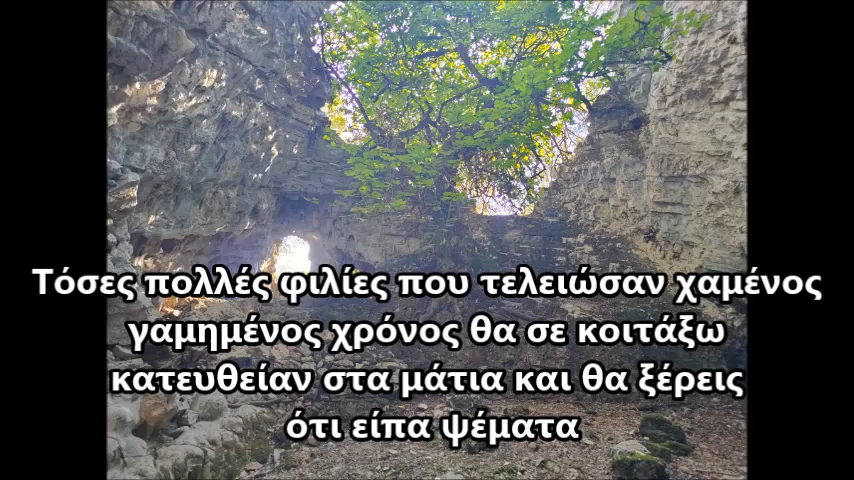 Τόσες πολλές φιλίες που τελειώσαν χαμένος
γαμημένος χρόνος θα σε κοιτάξω
κατευθείαν στα μάτια και θα ξέρεις
ότι είπα ψέματα